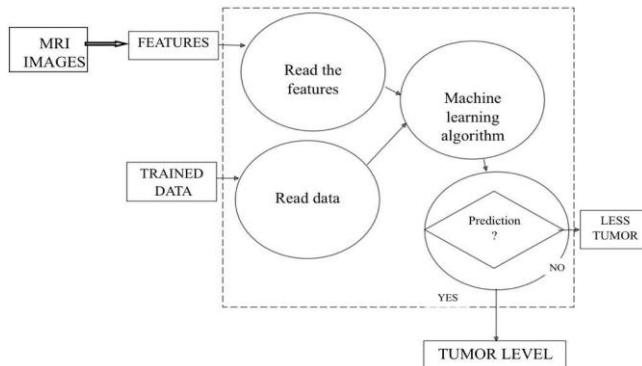 MRI
IMAGES
FEATURES
Read the
features
Machine
learning
algorithm
TRAINED
DATA
Read data
Prediction
?
LESS
TUMOR
NO
YES
TUMOR LEVEL